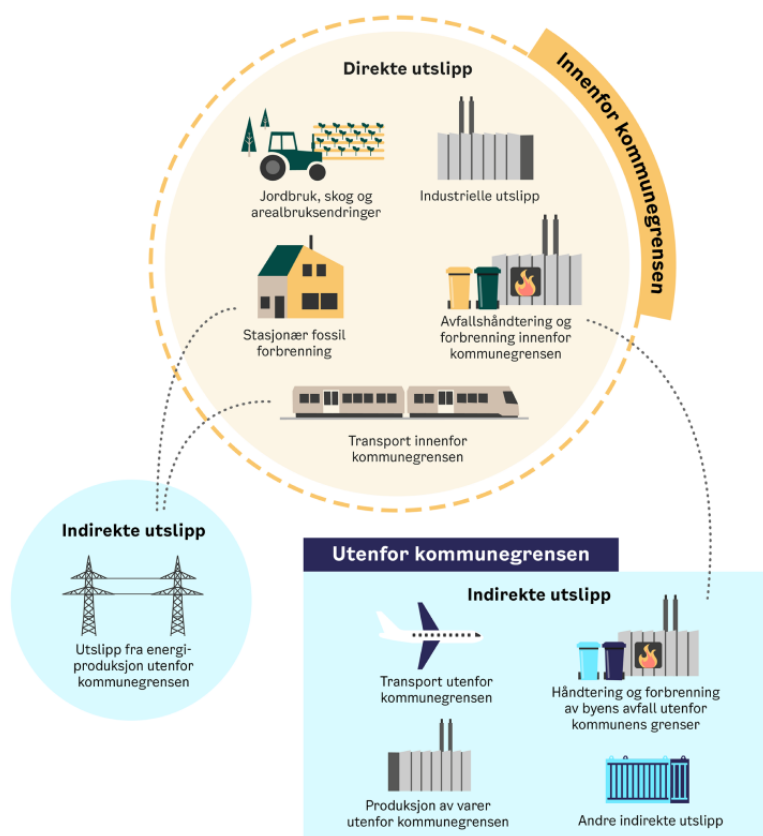 Direkte utslipp
Innenfor kommunegrensen
Jordbruk, skog og
arealbruksendringer
Industrielle utslipp
Stasjonær fossil
forbrenning
Avfallshåndtering og
forbrenning innenfor
kommunegrensen
Transport innenfor
kommunegrensen
Indirekte utslipp
Utslipp fra energi-
produksjon utenfor
kommunegrensen
Utenfor kommunegrensen
Indirekte utslipp
Transport utenfor
kommunegrensen
Håndtering og forbrenning
av byens avfall utenfor
kommunens grenser
Produksjon av varer
utenfor kommunegrensen
Andre indirekte utslipp